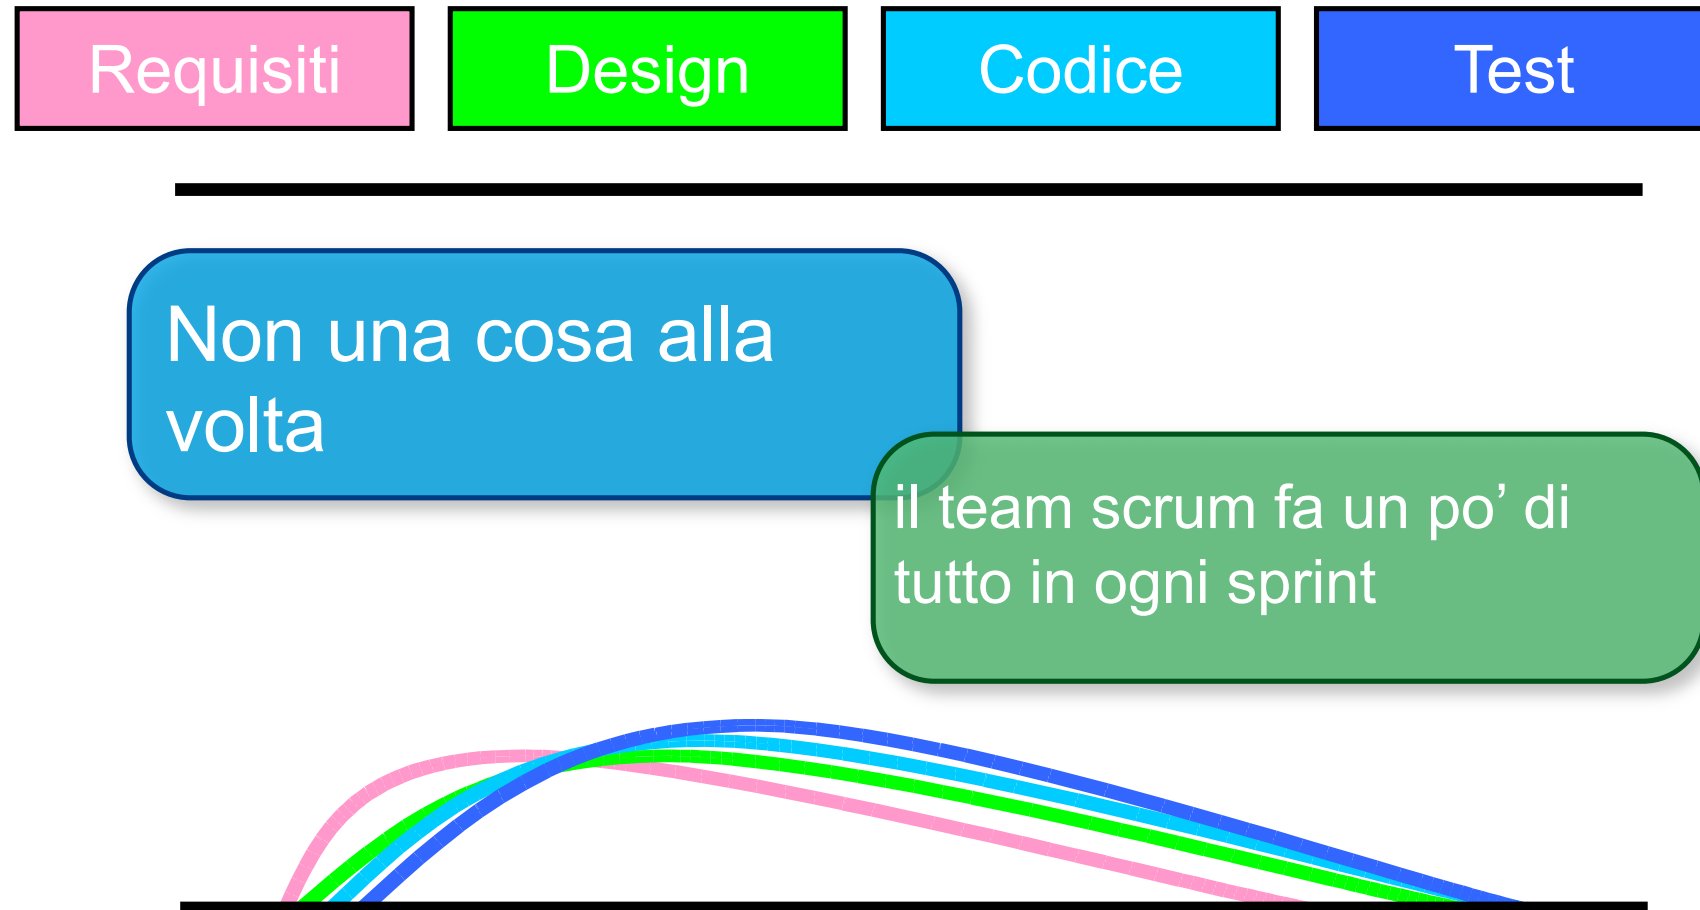 Requisiti
Design
Codice
Test
Non una cosa alla
volta
il team scrum fa un po’ di
tutto in ogni sprint